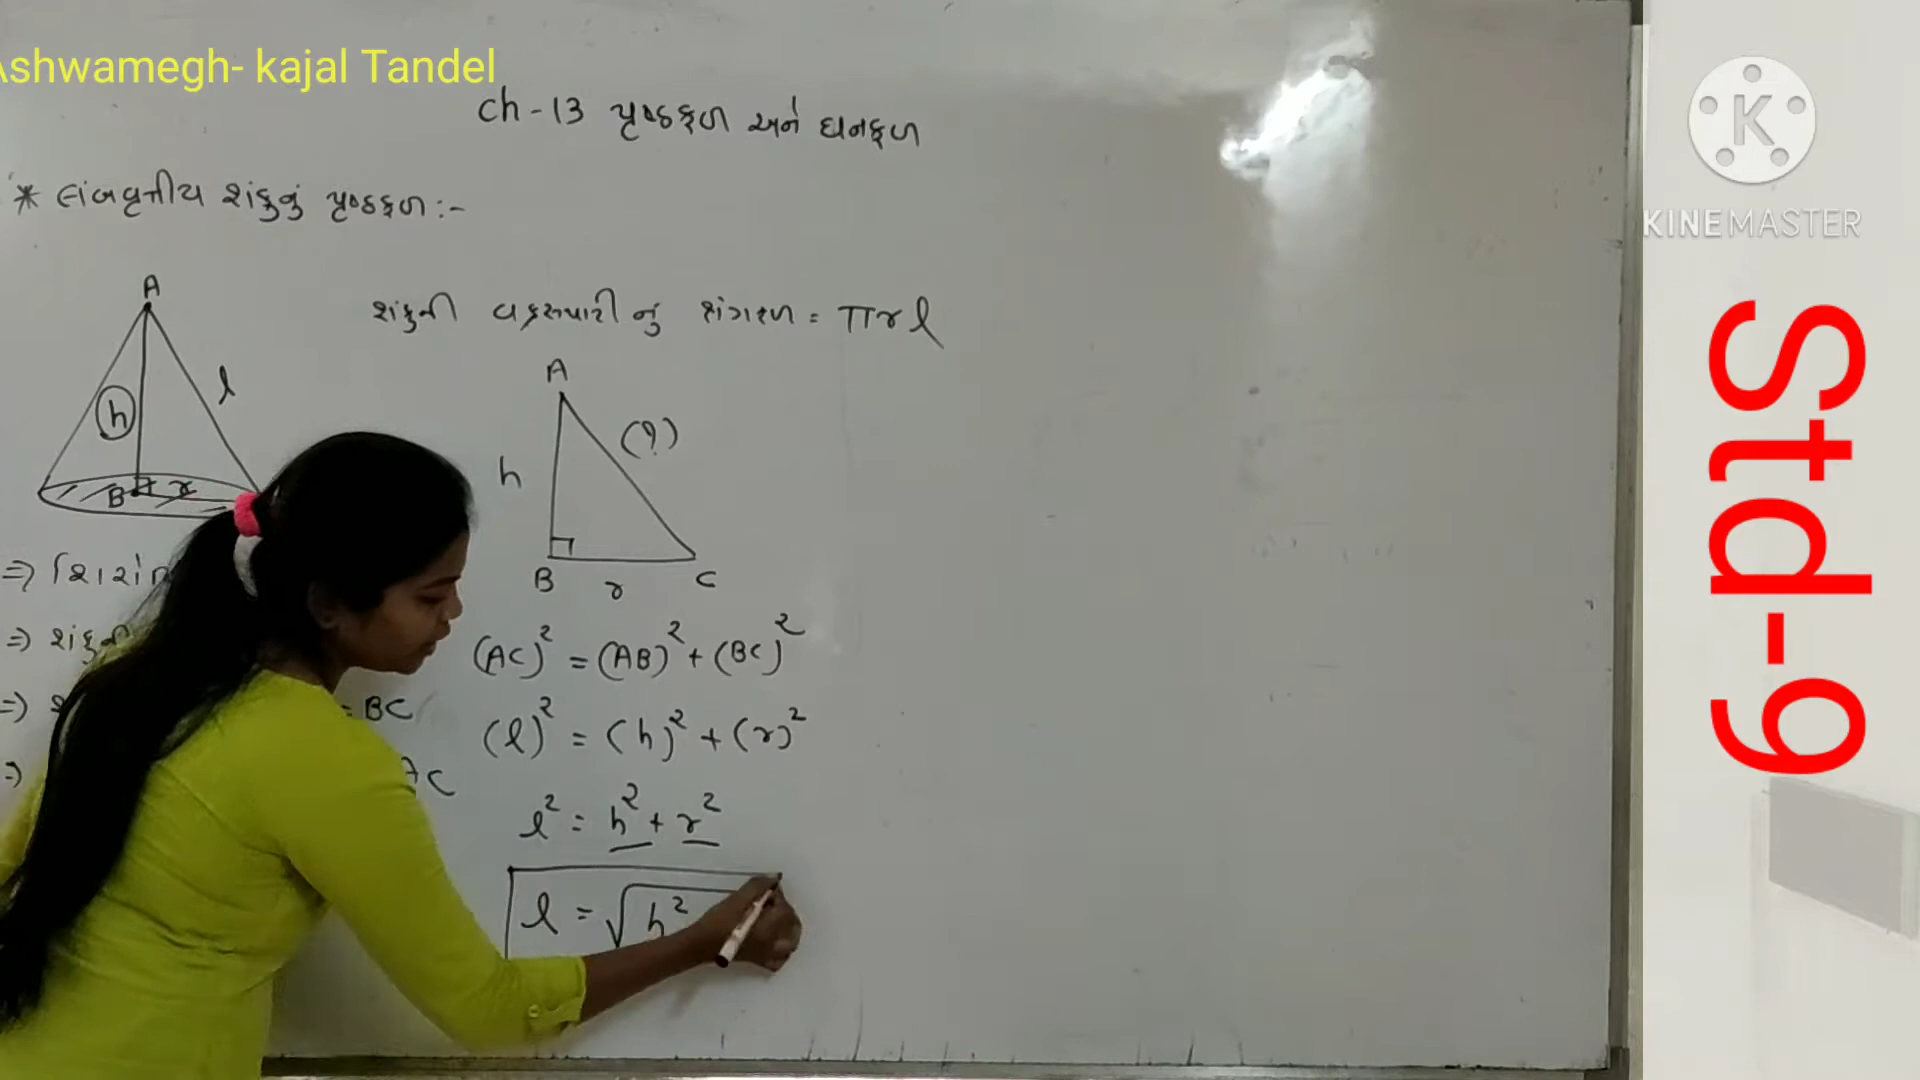 Ashwamegh- kajal Tandel
ch - 13 પૃષ્ઠફળ અને ઘનફળ
* લંબવૃત્તીય શંકુનું પૃષ્ઠફળ :-
A
h
l
B
r
શંકુની વક્રસપાટી નું ક્ષેત્રફળ = πrl
A
h
(?)
B
r
C
⇒ શિરો
⇒ શંકુની
⇒
= BC
⇒
AC
(AC)² = (AB)² + (BC)²
(l)² = (h)² + (r)²
l² = h² + r²
l = √h²
K
KINEMASTER
Std-9